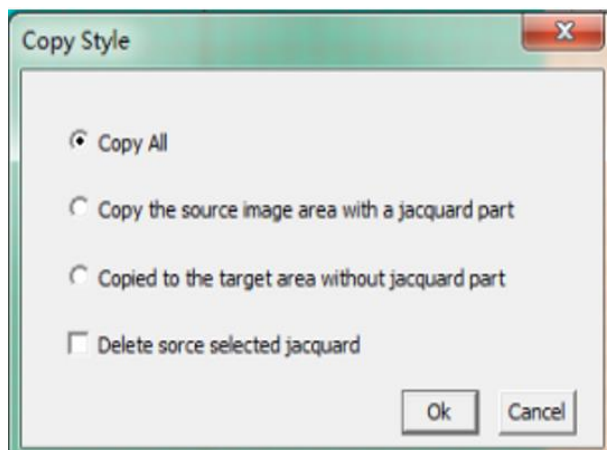 Copy Style
Copy All
Copy the source image area with a jacquard part
Copied to the target area without jacquard part
Delete sorce selected jacquard
Ok Cancel